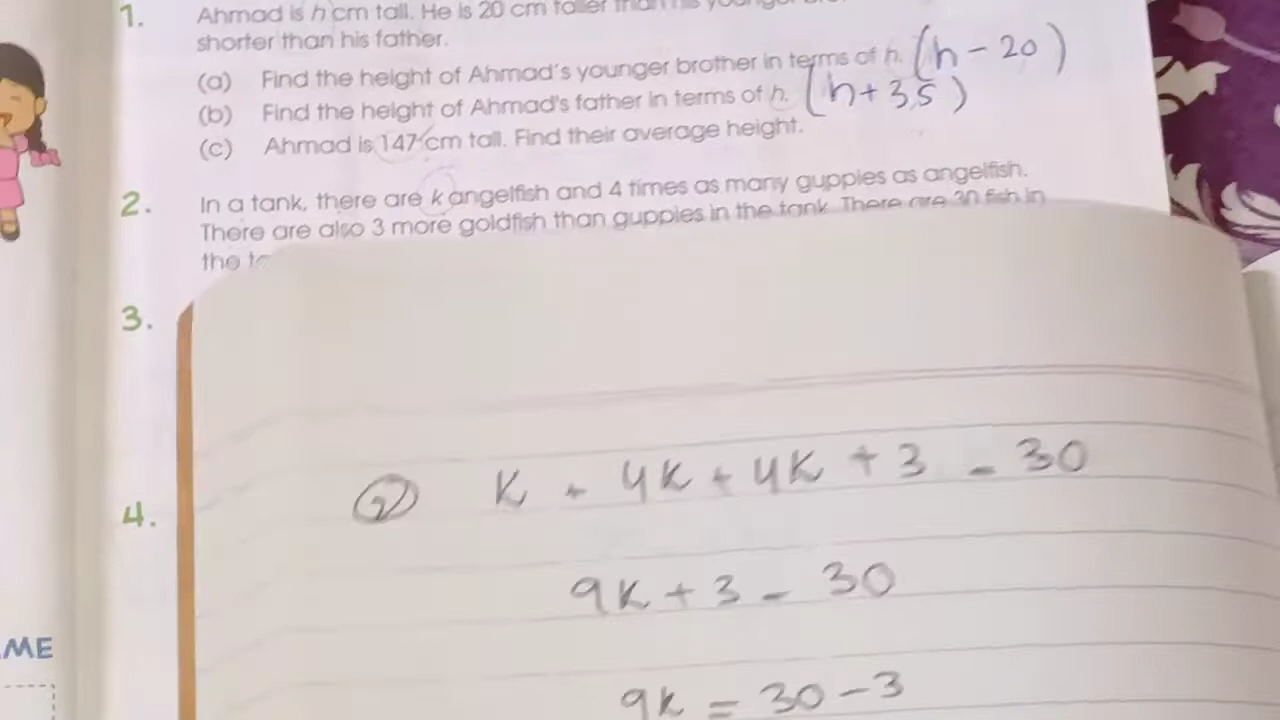 1. Ahmad is h cm tall. He is 20 cm taller than his younger
shorter than his father.
(a) Find the height of Ahmad's younger brother in terms of h. (h - 20)
(b) Find the height of Ahmad's father in terms of h. (h + 35)
(c) Ahmad is 147 cm tall. Find their average height.
2. In a tank, there are k angelfish and 4 times as many guppies as angelfish.
There are also 3 more goldfish than guppies in the tank. There are 30 fish in
the
3.
4.
2 K + 4K + 4K + 3 - 30
9K + 3 - 30
9k = 30 - 3
ME